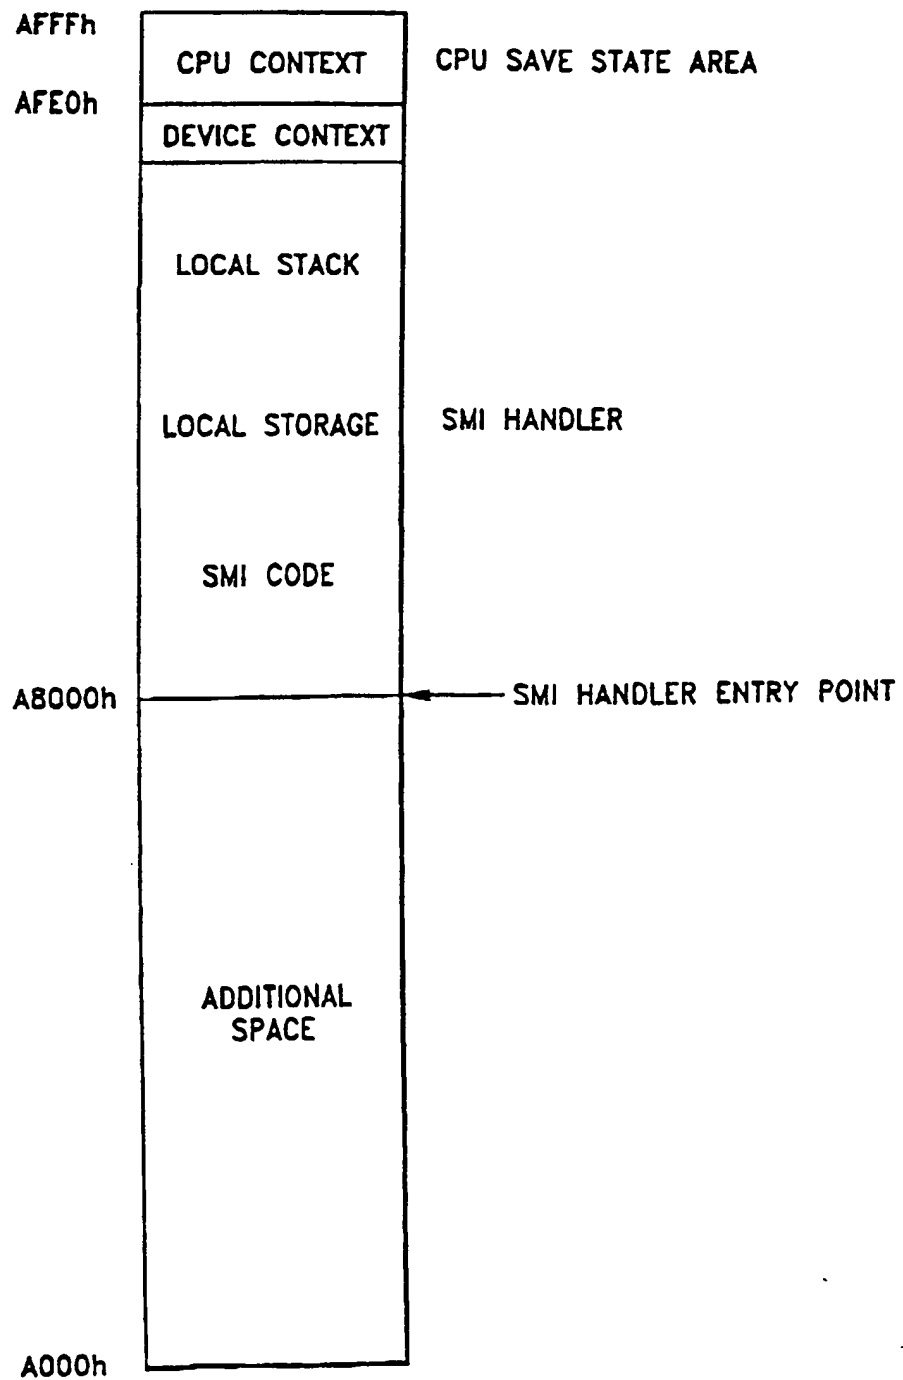 AFFFh
CPU CONTEXT CPU SAVE STATE AREA
AFE0h
DEVICE CONTEXT
LOCAL STACK
LOCAL STORAGE SMI HANDLER
SMI CODE
A8000h SMI HANDLER ENTRY POINT
ADDITIONAL
SPACE
A000h